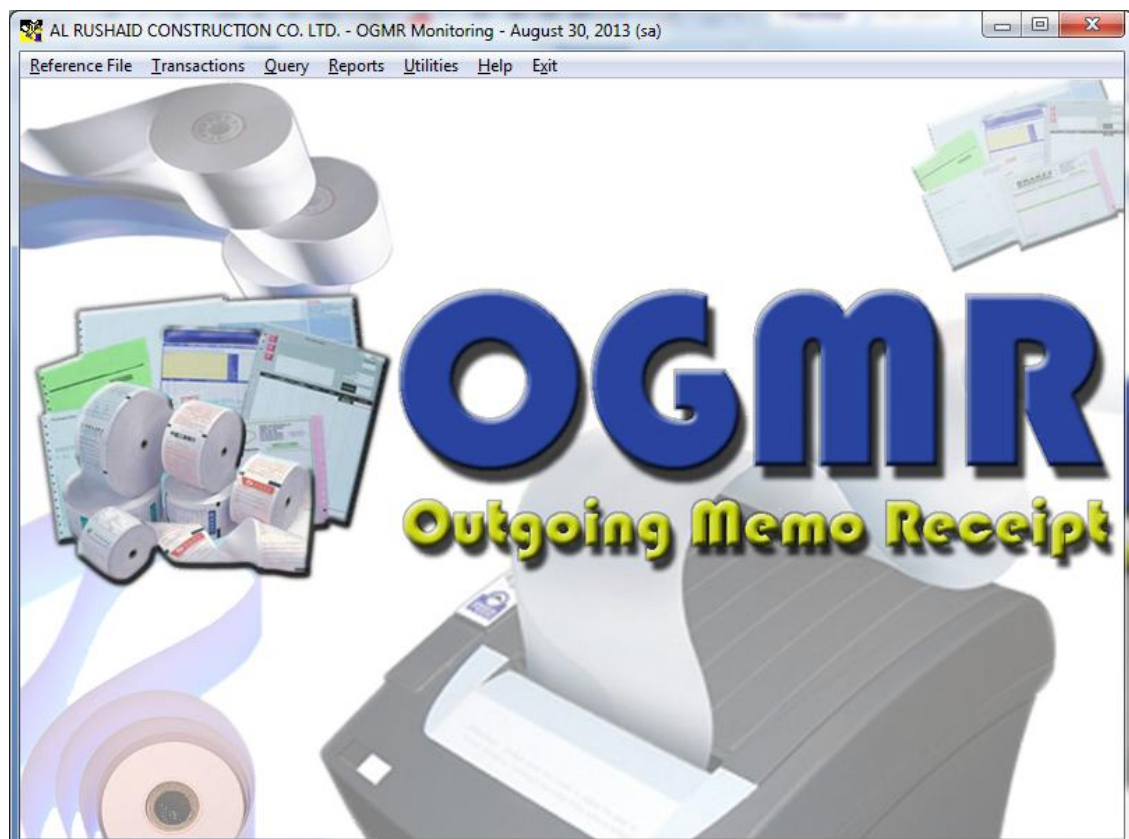 AL RUSHAID CONSTRUCTION CO. LTD. - OGMR Monitoring - August 30, 2013 (sa)
Reference File Transactions Query Reports Utilities Help Exit
OGMR
Outgoing Memo Receipt